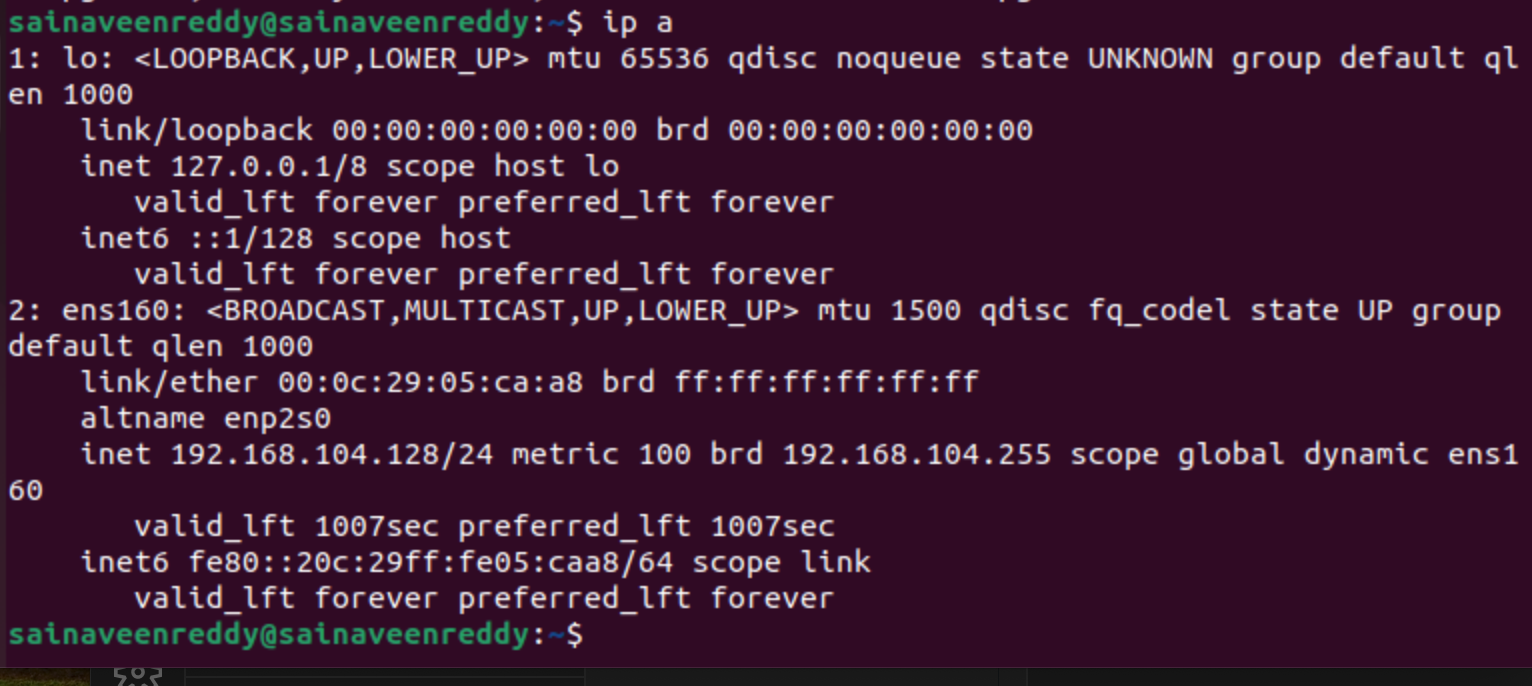 sainaveenreddy@sainaveenreddy:~$ ip a
1: lo: <LOOPBACK,UP,LOWER_UP> mtu 65536 qdisc noqueue state UNKNOWN group default ql
en 1000
    link/loopback 00:00:00:00:00:00 brd 00:00:00:00:00:00
    inet 127.0.0.1/8 scope host lo
       valid_lft forever preferred_lft forever
    inet6 ::1/128 scope host
       valid_lft forever preferred_lft forever
2: ens160: <BROADCAST,MULTICAST,UP,LOWER_UP> mtu 1500 qdisc fq_codel state UP group
default qlen 1000
    link/ether 00:0c:29:05:ca:a8 brd ff:ff:ff:ff:ff:ff
    altname enp2s0
    inet 192.168.104.128/24 metric 100 brd 192.168.104.255 scope global dynamic ens1
60
       valid_lft 1007sec preferred_lft 1007sec
    inet6 fe80::20c:29ff:fe05:caa8/64 scope link
       valid_lft forever preferred_lft forever
sainaveenreddy@sainaveenreddy:~$